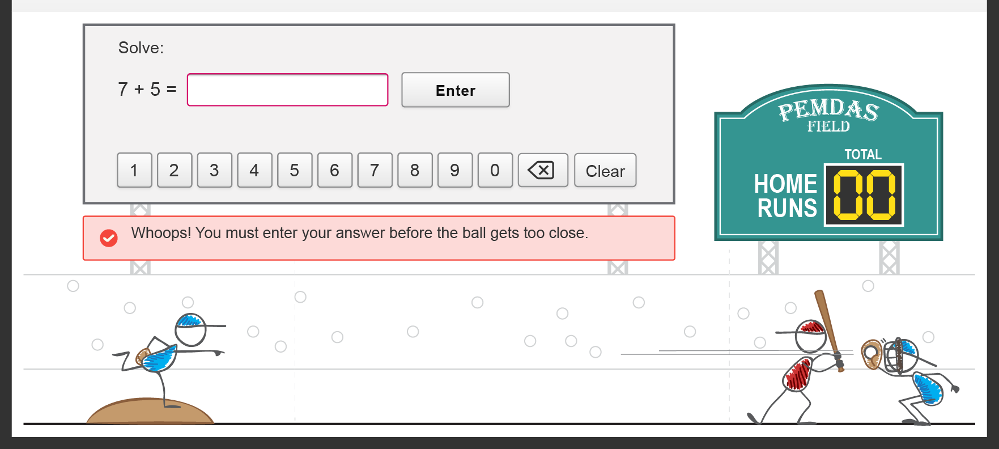 Solve:
7 + 5 =
Enter
1 2 3 4 5 6 7 8 9 0 Clear
Whoops! You must enter your answer before the ball gets too close.
PEMDAS
FIELD
TOTAL
HOME
RUNS
00